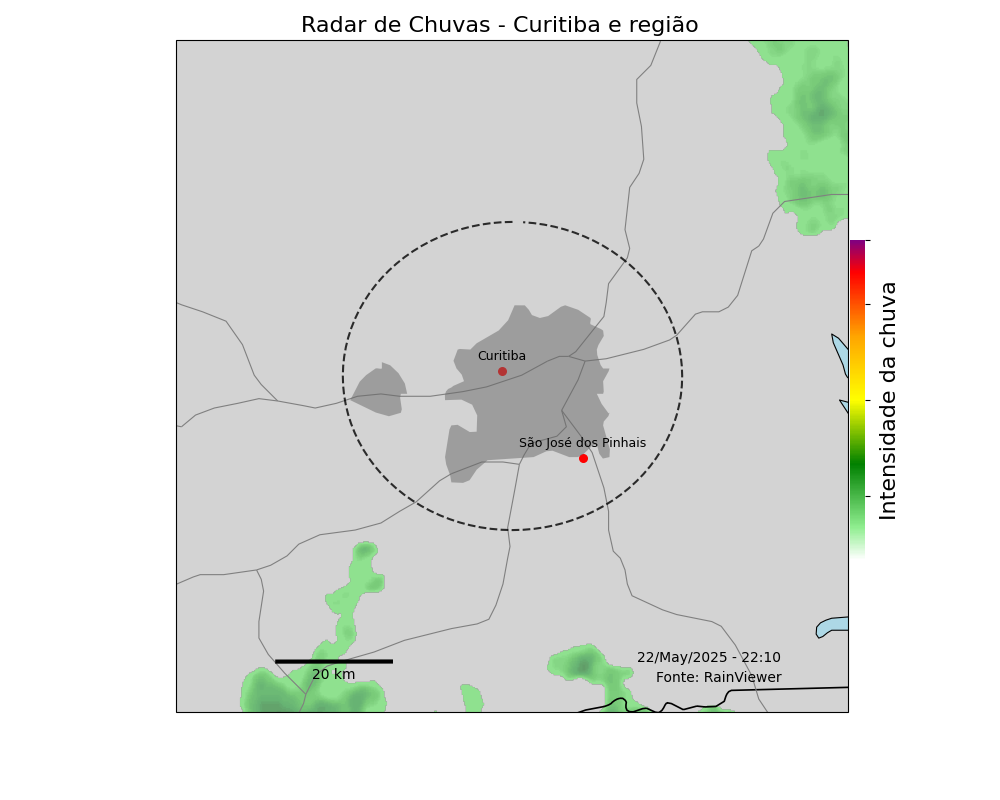 Radar de Chuvas - Curitiba e região
Curitiba
São José dos Pinhais
Intensidade da chuva
22/May/2025 - 22:10
Fonte: RainViewer
20 km